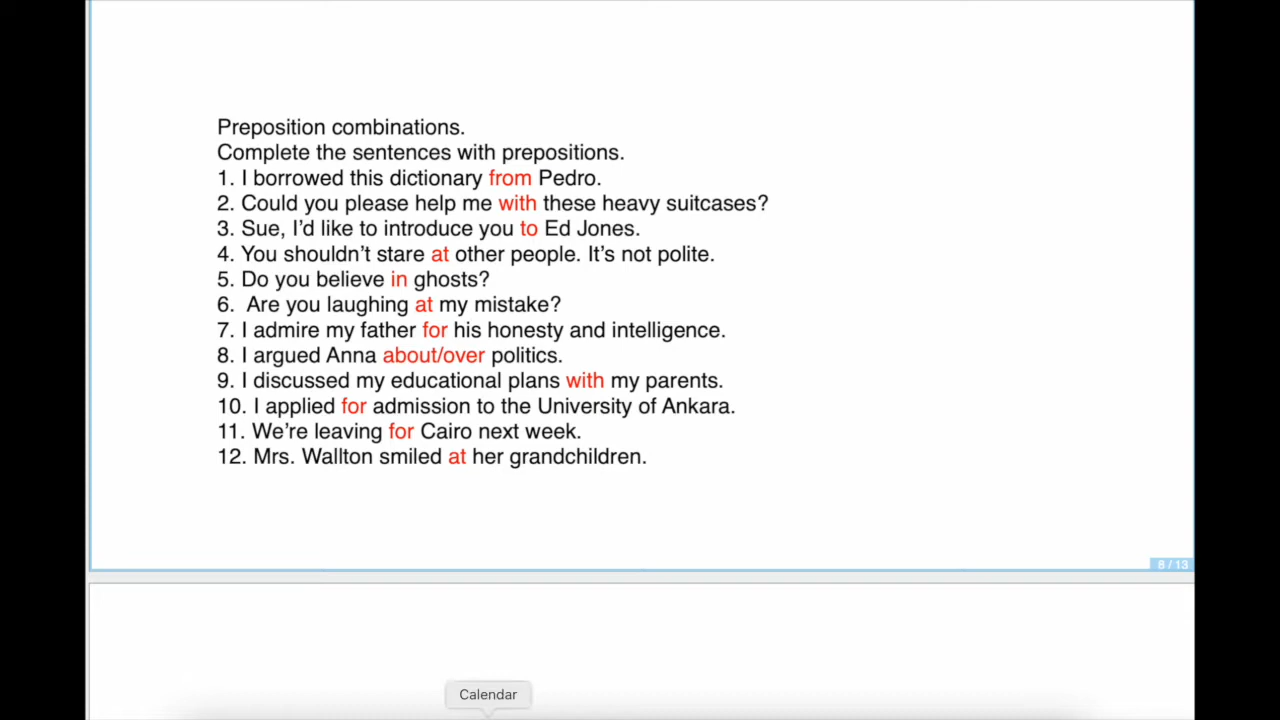 Preposition combinations.
Complete the sentences with prepositions.
1. I borrowed this dictionary from Pedro.
2. Could you please help me with these heavy suitcases?
3. Sue, I’d like to introduce you to Ed Jones.
4. You shouldn’t stare at other people. It’s not polite.
5. Do you believe in ghosts?
6.  Are you laughing at my mistake?
7. I admire my father for his honesty and intelligence.
8. I argued Anna about/over politics.
9. I discussed my educational plans with my parents.
10. I applied for admission to the University of Ankara.
11. We’re leaving for Cairo next week.
12. Mrs. Wallton smiled at her grandchildren.
8 / 13
Calendar